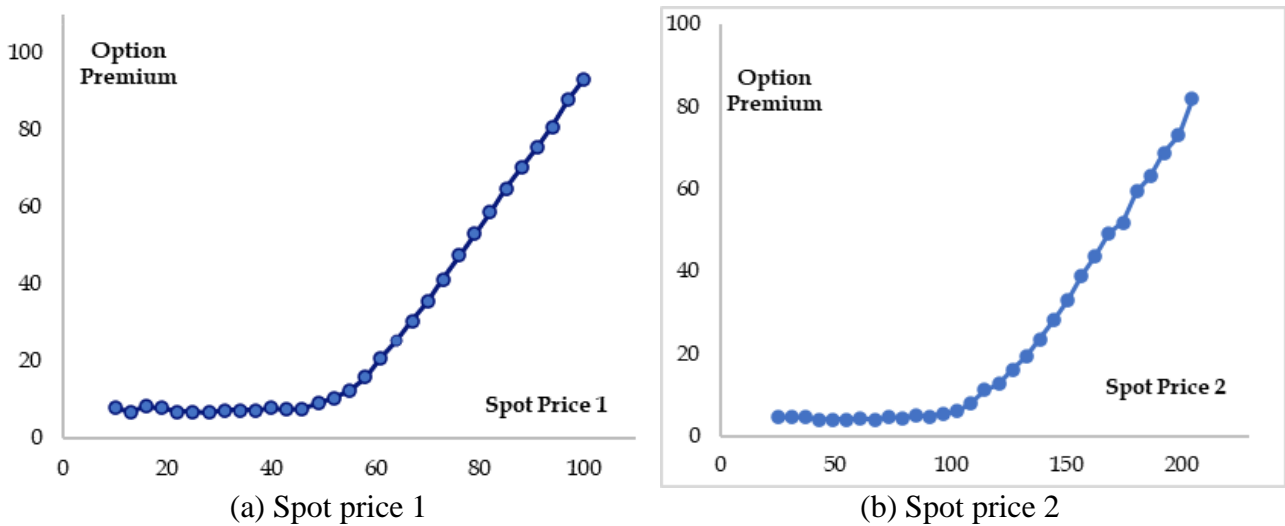 100
80
60
40
20
0
Option
Premium
Spot Price 1
0 20 40 60 80 100
(a) Spot price 1
100
80
60
40
20
0
Option
Premium
Spot Price 2
0 50 100 150 200
(b) Spot price 2